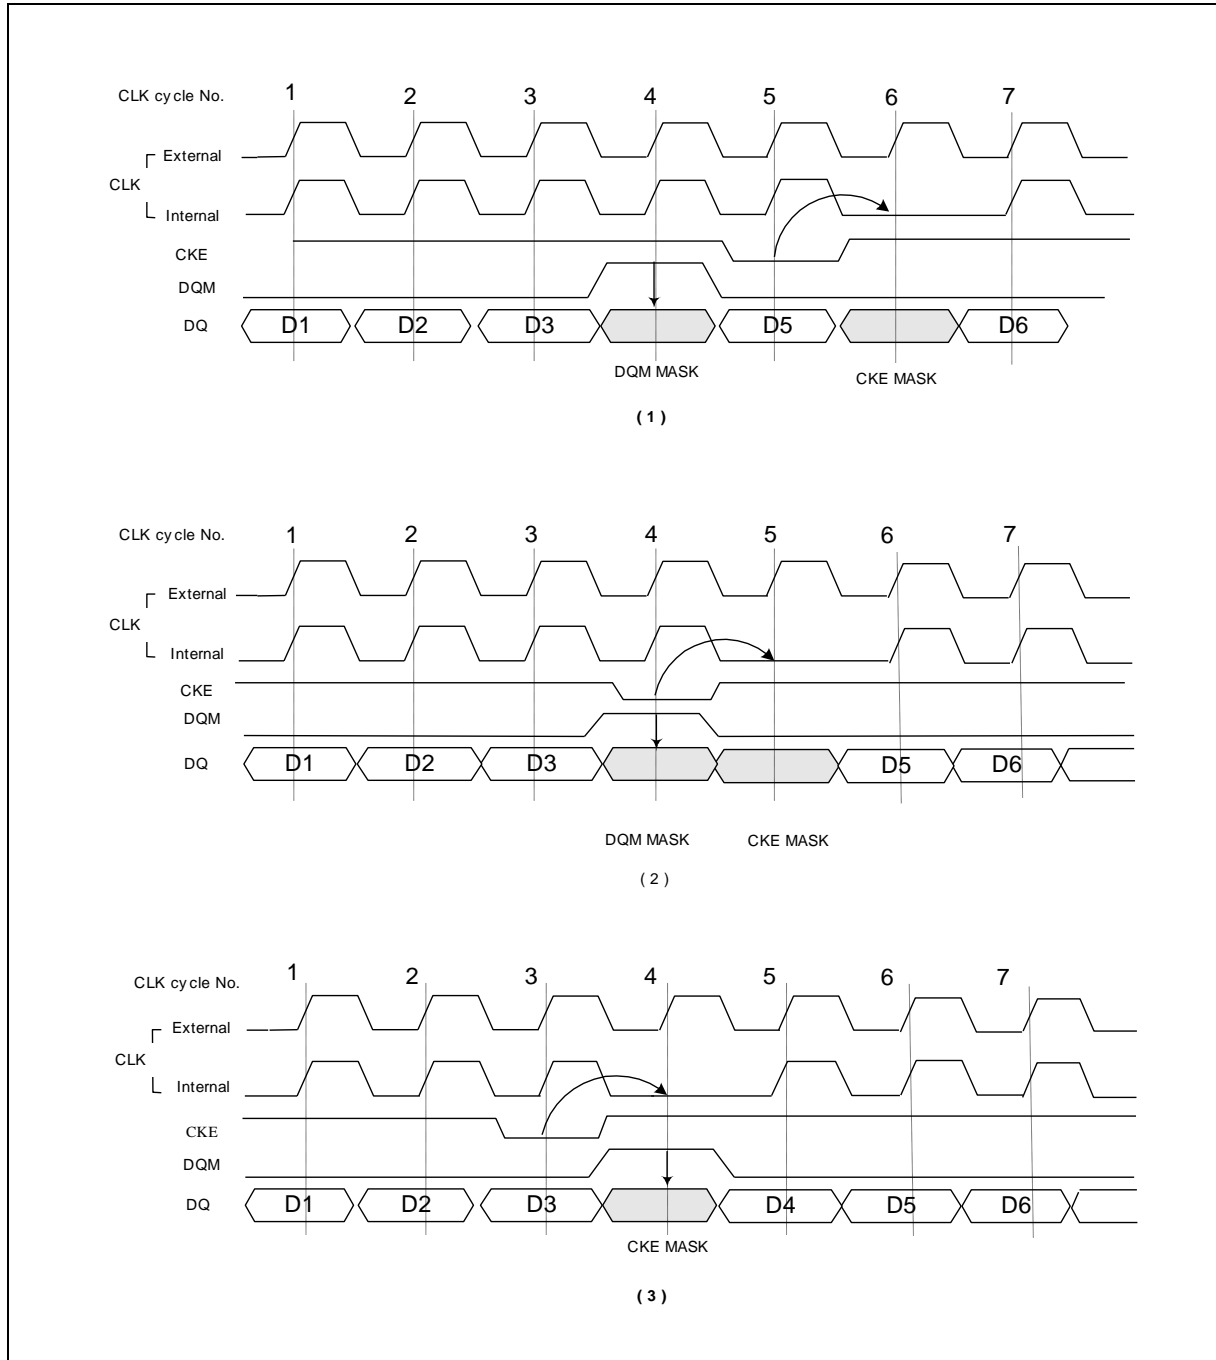 CLK cycle No. 1 2 3 4 5 6 7
External
CLK
Internal
CKE
DQM
DQ D1 D2 D3 D5 D6
DQM MASK CKE MASK
( 1 )
CLK cycle No. 1 2 3 4 5 6 7
External
CLK
Internal
CKE
DQM
DQ D1 D2 D3 D5 D6
DQM MASK CKE MASK
( 2 )
CLK cycle No. 1 2 3 4 5 6 7
External
CLK
Internal
CKE
DQM
DQ D1 D2 D3 D4 D5 D6
CKE MASK
( 3 )